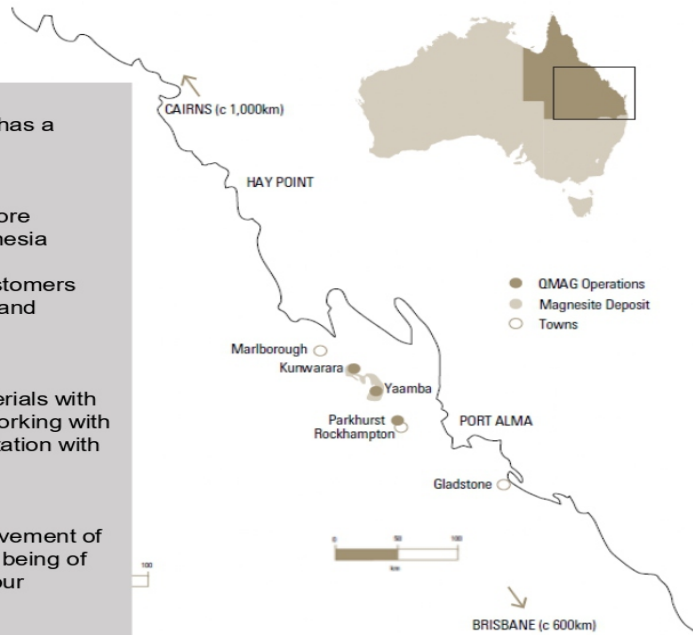 has a
ore
nesia
stomers
and
erials with
orking with
tation with
vement of
being of
our
CAIRNS (c 1,000km)
HAY POINT
QMAG Operations
Magnesite Deposit
Towns
Marlborough
Kunwarara
Yaamba
Parkhurst
Rockhampton
PORT ALMA
Gladstone
0 50 100
km
100
BRISBANE (c 600km)